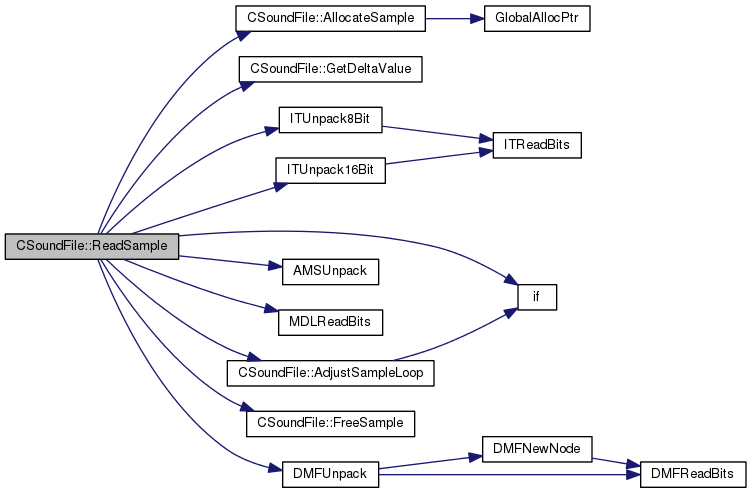 CSoundFile::AllocateSample
GlobalAllocPtr
CSoundFile::GetDeltaValue
ITUnpack8Bit
ITReadBits
ITUnpack16Bit
CSoundFile::ReadSample
AMSUnpack
if
MDLReadBits
CSoundFile::AdjustSampleLoop
CSoundFile::FreeSample
DMFNewNode
DMFUnpack
DMFReadBits